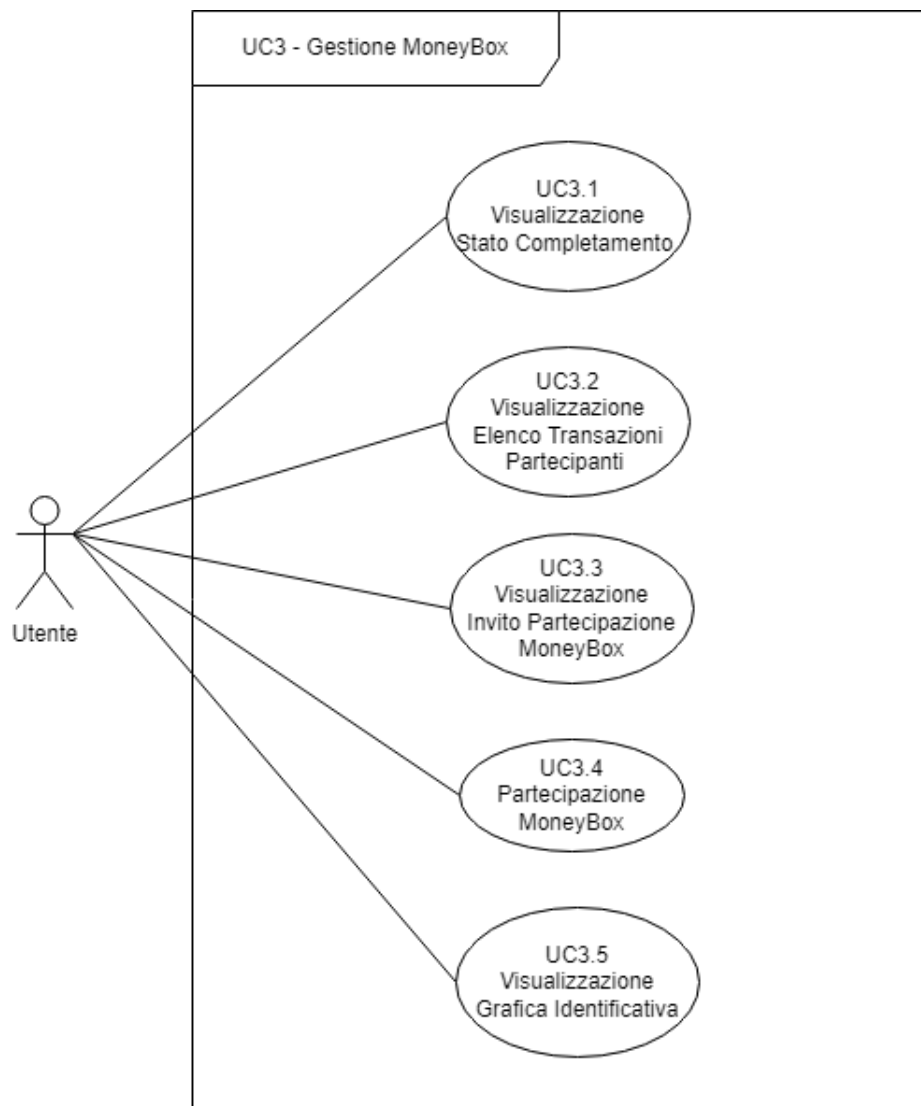 UC3 - Gestione MoneyBox
UC3.1
Visualizzazione
Stato Completamento
UC3.2
Visualizzazione
Elenco Transazioni
Partecipanti
UC3.3
Visualizzazione
Invito Partecipazione
MoneyBox
Utente
UC3.4
Partecipazione
MoneyBox
UC3.5
Visualizzazione
Grafica Identificativa